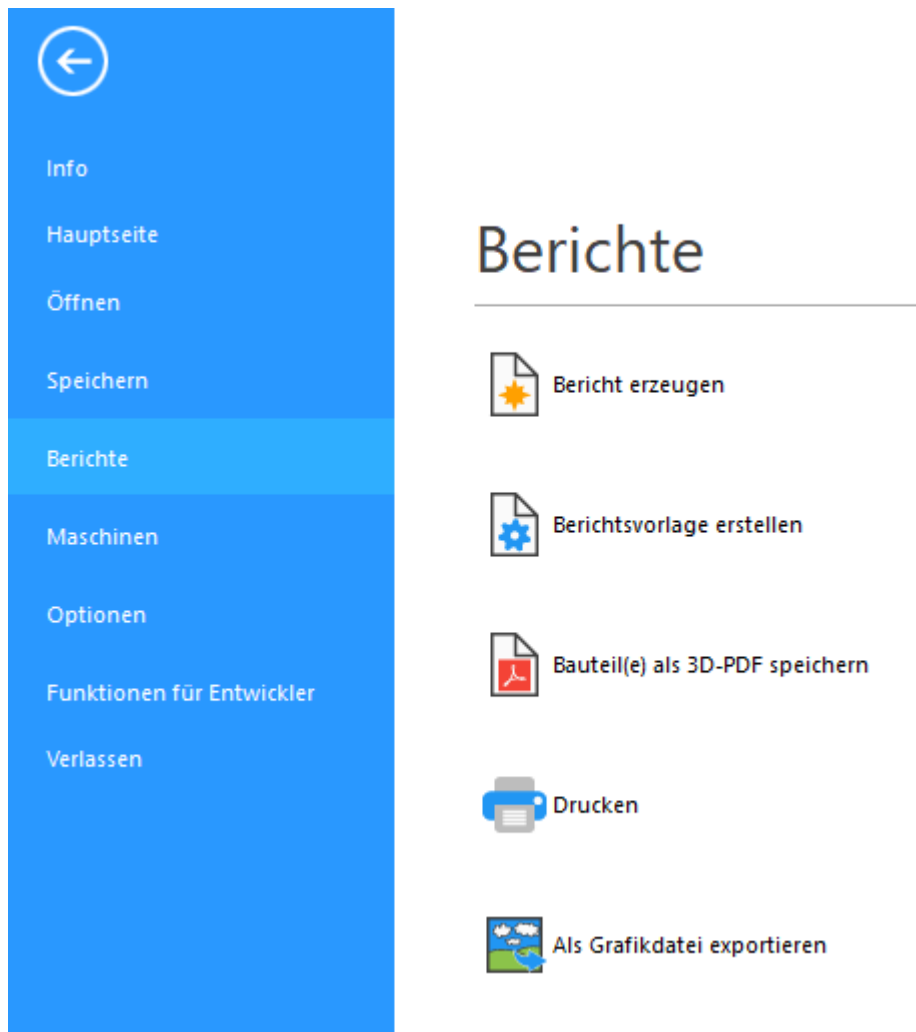 Info
Hauptseite
Öffnen
Speichern
Berichte
Maschinen
Optionen
Funktionen für Entwickler
Verlassen
Berichte
Bericht erzeugen
Berichtsvorlage erstellen
Bauteil(e) als 3D-PDF speichern
Drucken
Als Grafikdatei exportieren